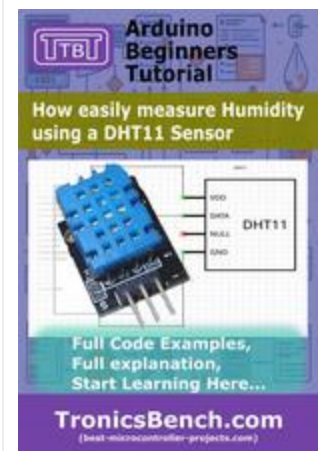 TBT
Arduino
Beginners
Tutorial
How easily measure Humidity
using a DHT11 Sensor
VDD
DATA
NULL
GND
DHT11
Full Code Examples,
Full explanation,
Start Learning Here...
TronicsBench.com
(best-microcontroller-projects.com)